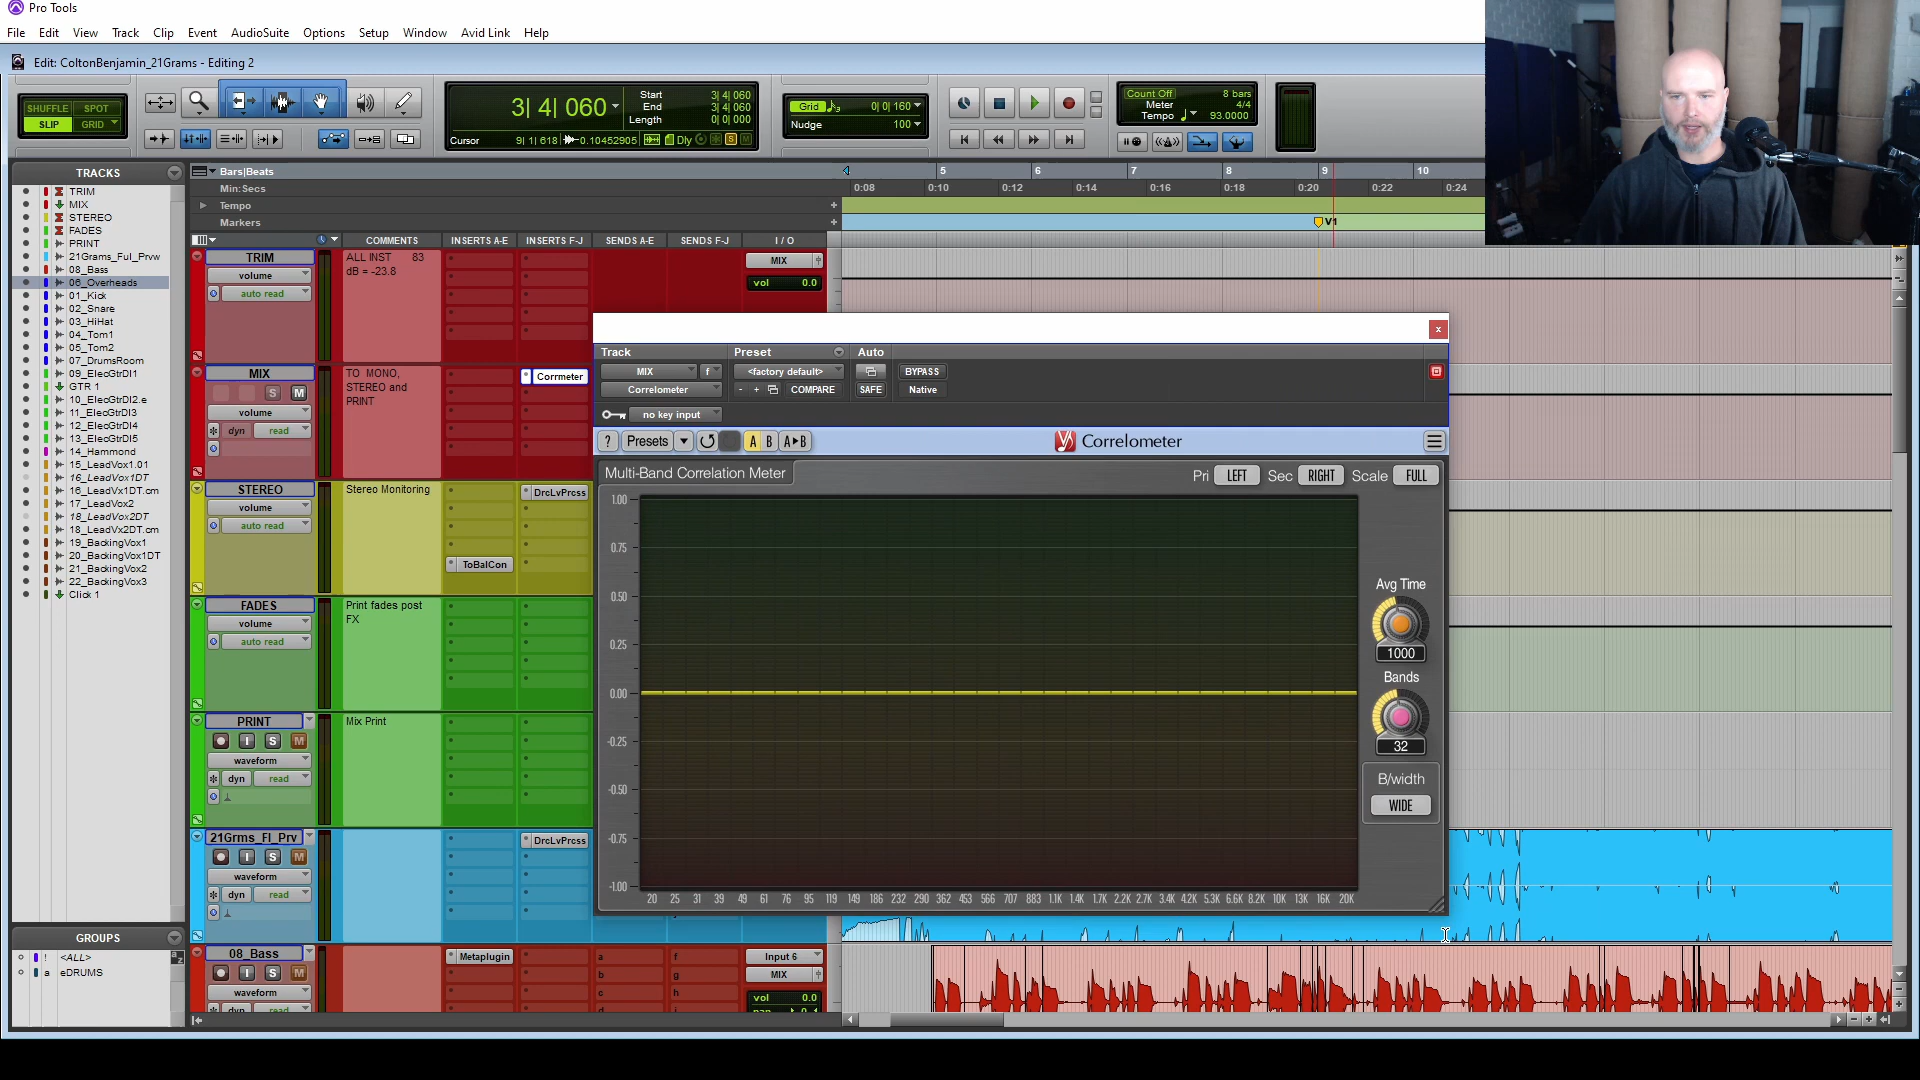 Pro Tools
File Edit View Track Clip Event AudioSuite Options Setup Window Avid Link Help
Edit: ColtonBenjamin_21Grams - Editing 2
SHUFFLE SPOT
SLIP GRID
3| 4| 060
Start 3| 4| 060
End 3| 4| 060
Length 0| 0| 000
Cursor 9| 1| 618 -0.10452905 Dly S M
Grid 0| 0| 160
Nudge 100
Count Off 8 bars
Meter 4/4
Tempo 93.0000
TRACKS
TRIM
MIX
STEREO
FADES
PRINT
21Grams_Ful_Prvw
08_Bass
06_Overheads
01_Kick
02_Snare
03_HiHat
04_Tom1
05_Tom2
07_DrumsRoom
09_ElecGtrDI1
GTR 1
10_ElecGtrDI2.e
11_ElecGtrDI3
12_ElecGtrDI4
13_ElecGtrDI5
14_Hammond
15_LeadVox1.01
16_LeadVox1DT
16_LeadVx1DT.cm
17_LeadVox2
18_LeadVox2DT
18_LeadVx2DT.cm
19_BackingVox1
20_BackingVox1DT
21_BackingVox2
22_BackingVox3
Click 1
GROUPS
! <ALL>
a eDRUMS
Bars|Beats 5 6 7 8 9 10
Min:Secs 0:08 0:10 0:12 0:14 0:16 0:18 0:20 0:22 0:24
Tempo
Markers V1
COMMENTS INSERTS A-E INSERTS F-J SENDS A-E SENDS F-J I / O
TRIM
volume
auto read
ALL INST 83
dB = -23.8
MIX
vol 0.0
MIX
S M
volume
dyn read
TO MONO,
STEREO and
PRINT
Corrmeter
STEREO
volume
auto read
Stereo Monitoring
DrcLvPrcss
ToBalCon
FADES
volume
auto read
Print fades post
FX
PRINT
I S M
waveform
dyn read
Mix Print
21Grms_Fl_Prv
I S M
waveform
dyn read
DrcLvPrcss
08_Bass
I S M
waveform
dyn read
Metaplugin
a f
b g
c h
Input 6
MIX
vol 0.0
Track Preset Auto
MIX f <factory default> BYPASS
Correlometer - + COMPARE SAFE Native
no key input
? Presets A B A▸B
Correlometer
Multi-Band Correlation Meter
Pri LEFT Sec RIGHT Scale FULL
1.00
0.75
0.50
0.25
0.00
-0.25
-0.50
-0.75
-1.00
20 25 31 39 49 61 76 95 119 149 186 232 290 362 453 566 707 883 1.1K 1.4K 1.7K 2.2K 2.7K 3.4K 4.2K 5.3K 6.6K 8.2K 10K 13K 16K 20K
Avg Time
1000
Bands
32
B/width
WIDE